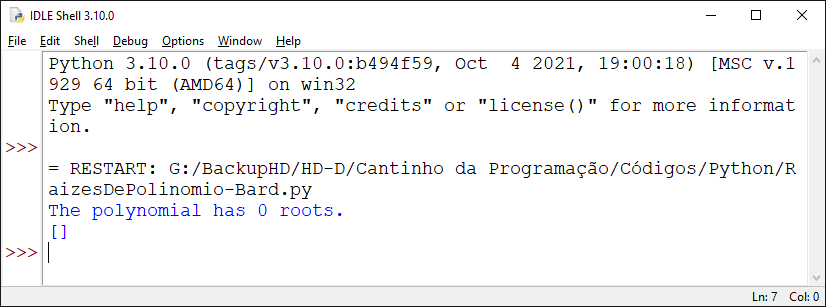 IDLE Shell 3.10.0
File Edit Shell Debug Options Window Help
Python 3.10.0 (tags/v3.10.0:b494f59, Oct  4 2021, 19:00:18) [MSC v.1
929 64 bit (AMD64)] on win32
Type "help", "copyright", "credits" or "license()" for more informat
ion.
>>>
= RESTART: G:/BackupHD/HD-D/Cantinho da Programação/Códigos/Python/R
aizesDePolinomio-Bard.py
The polynomial has 0 roots.
[]
>>>
Ln: 7 Col: 0